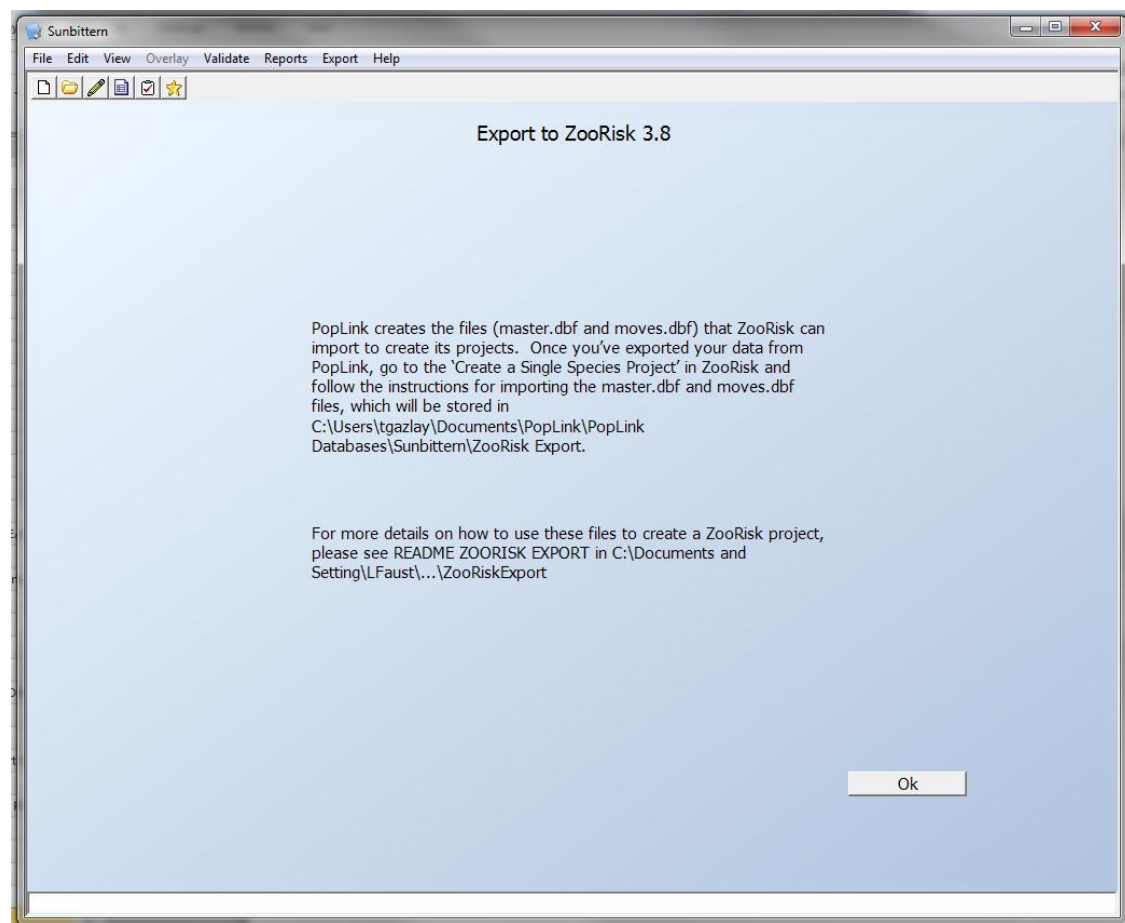 Sunbittern
File Edit View Overlay Validate Reports Export Help
Export to ZooRisk 3.8
PopLink creates the files (master.dbf and moves.dbf) that ZooRisk can
import to create its projects.  Once you've exported your data from
PopLink, go to the ‘Create a Single Species Project’ in ZooRisk and
follow the instructions for importing the master.dbf and moves.dbf
files, which will be stored in
C:\Users\tgazlay\Documents\PopLink\PopLink
Databases\Sunbittern\ZooRisk Export.
For more details on how to use these files to create a ZooRisk project,
please see README ZOORISK EXPORT in C:\Documents and
Setting\LFaust\...\ZooRiskExport
Ok